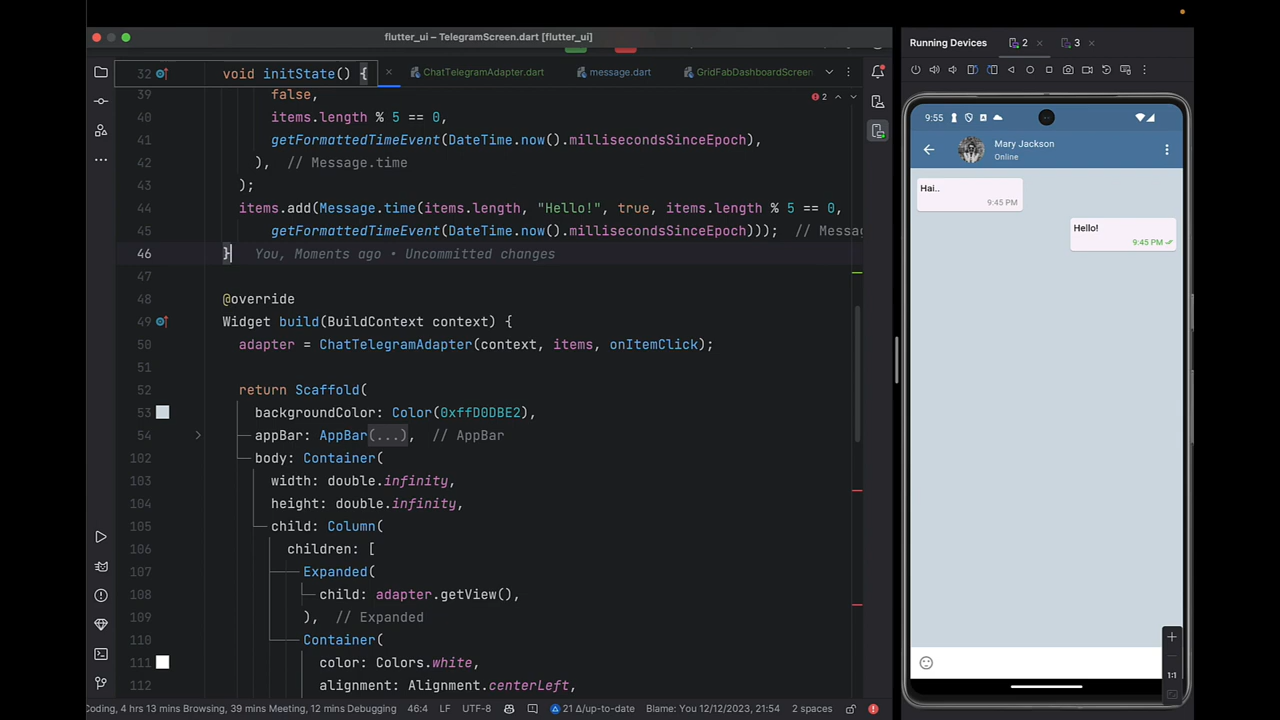 flutter_ui – TelegramScreen.dart [flutter_ui]
ChatTelegramAdapter.dart
message.dart
GridFabDashboardScreen
32 void initState() {
2
39 false,
40 items.length % 5 == 0,
41 getFormattedTimeEvent(DateTime.now().millisecondsSinceEpoch),
42 ), // Message.time
43 );
44 items.add(Message.time(items.length, "Hello!", true, items.length % 5 == 0,
45 getFormattedTimeEvent(DateTime.now().millisecondsSinceEpoch))); // Messag
46 } You, Moments ago • Uncommitted changes
47
48 @override
49 Widget build(BuildContext context) {
50 adapter = ChatTelegramAdapter(context, items, onItemClick);
51
52 return Scaffold(
53 backgroundColor: Color(0xffD0DBE2),
54 appBar: AppBar(...), // AppBar
102 body: Container(
103 width: double.infinity,
104 height: double.infinity,
105 child: Column(
106 children: [
107 Expanded(
108 child: adapter.getView(),
109 ), // Expanded
110 Container(
111 color: Colors.white,
112 alignment: Alignment.centerLeft,
Coding, 4 hrs 13 mins Browsing, 39 mins Meeting, 12 mins Debugging 46:4 LF UTF-8 21 Δ/up-to-date Blame: You 12/12/2023, 21:54 2 spaces
Running Devices 2 3
9:55
Mary Jackson
Online
Hai..
9:45 PM
Hello!
9:45 PM
1:1